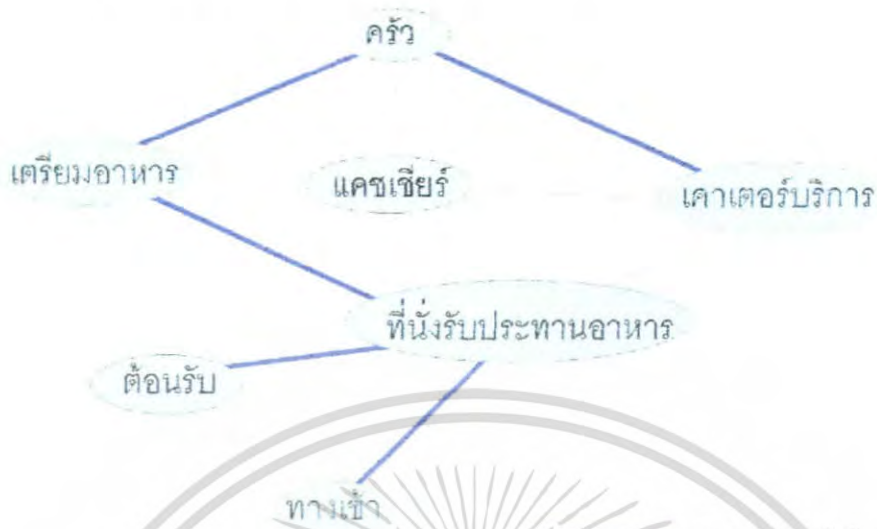 ครัว
เตรียมอาหาร
แคชเชียร์
เคาเตอร์บริการ
ที่นั่งรับประทานอาหาร
ต้อนรับ
ทางเข้า